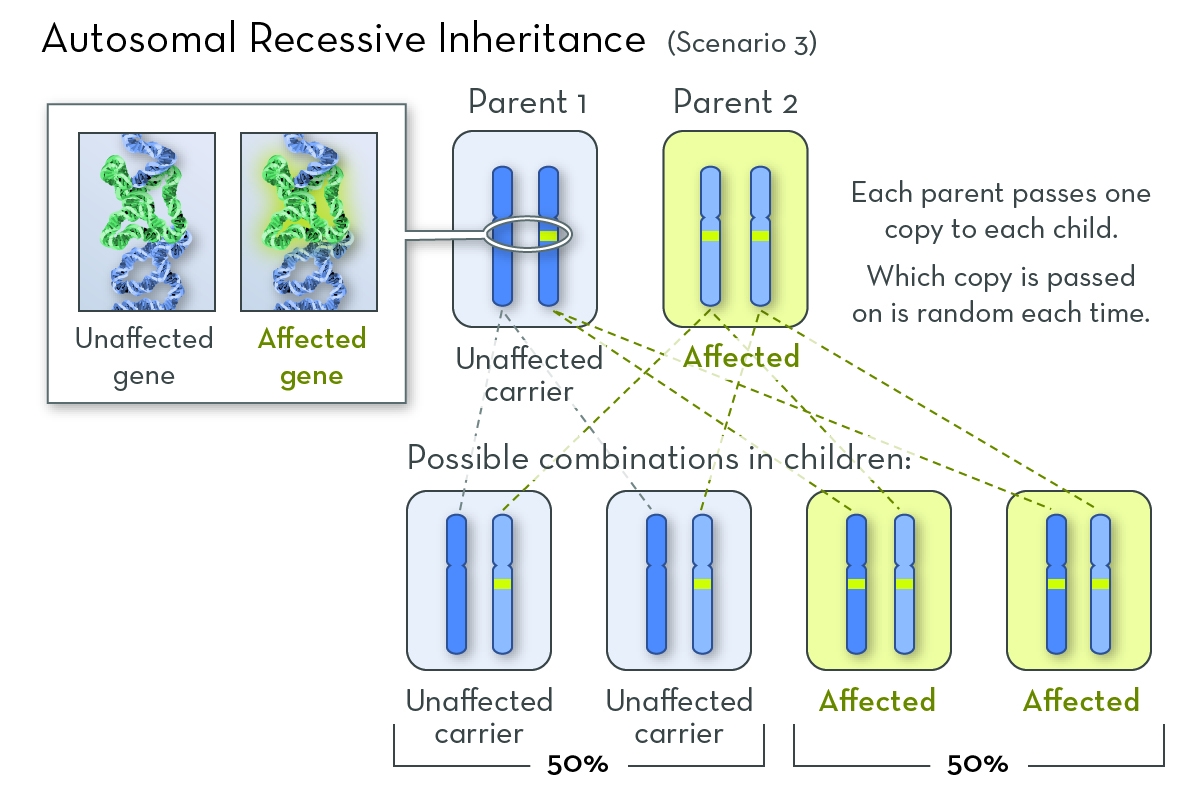 Autosomal Recessive Inheritance (Scenario 3)
Parent 1
Parent 2
Unaffected
gene
Affected
gene
Each parent passes one
copy to each child.
Which copy is passed
on is random each time.
Unaffected
carrier
Affected
Possible combinations in children:
Unaffected
carrier
Unaffected
carrier
Affected
Affected
50%
50%